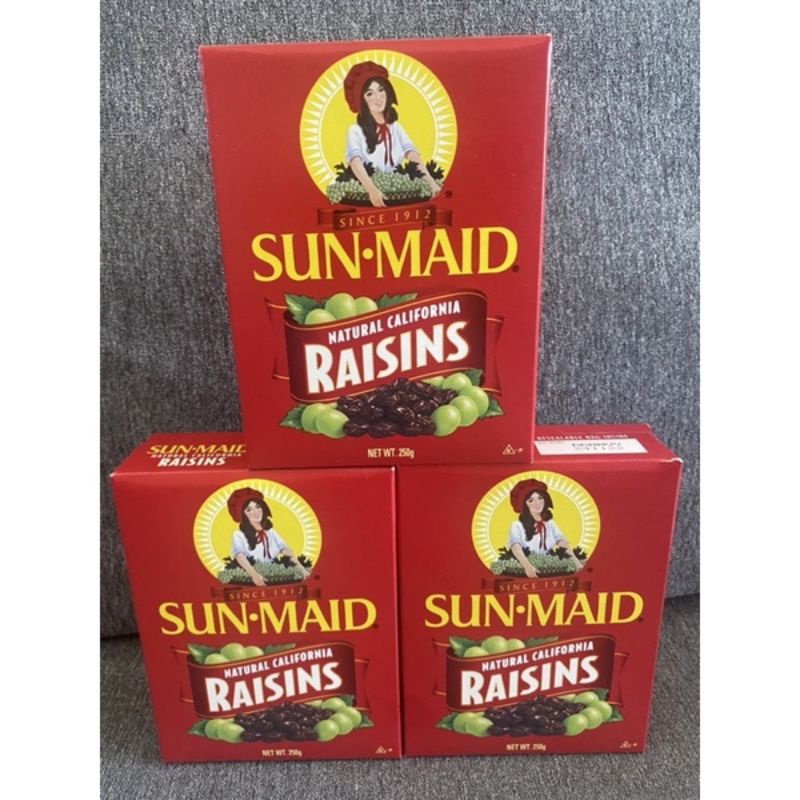 SINCE 1912
SUN·MAID®
NATURAL CALIFORNIA
RAISINS
NET WT. 250g
SUN·MAID
NATURAL CALIFORNIA
RAISINS
SINCE 1912
SUN·MAID
NATURAL CALIFORNIA
RAISINS
NET WT. 250g
RESEALABLE BAG INSIDE
SINCE 1912
SUN·MAID
NATURAL CALIFORNIA
RAISINS
NET WT. 250g